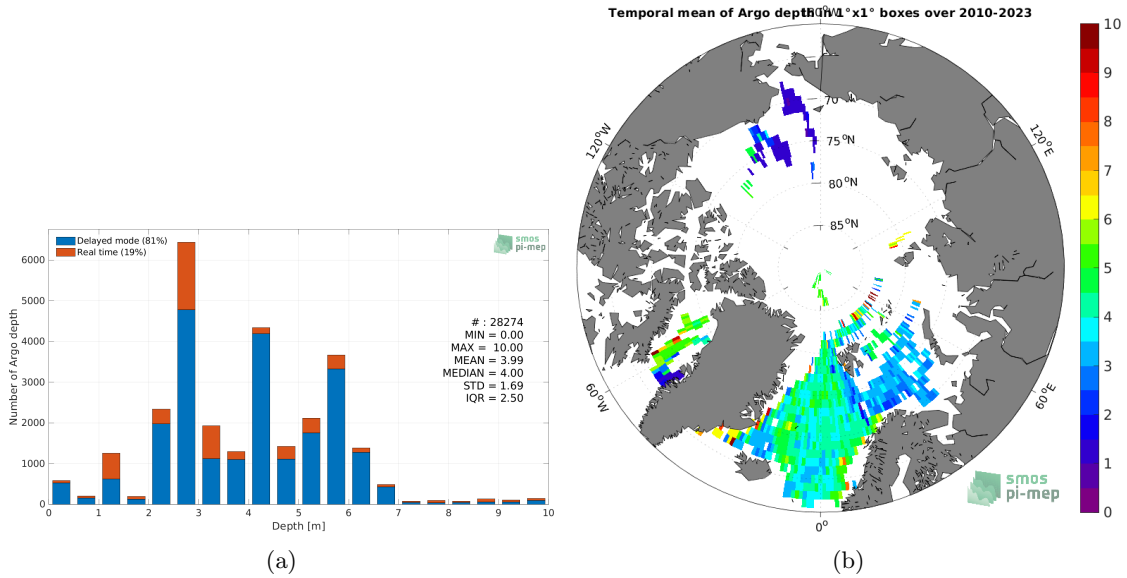 Delayed mode (81%)
Real time (19%)
smos
pi-mep
# : 28274
MIN = 0.00
MAX = 10.00
MEAN = 3.99
MEDIAN = 4.00
STD = 1.69
IQR = 2.50
Number of Argo depth
6000
5000
4000
3000
2000
1000
0
0 1 2 3 4 5 6 7 8 9 10
Depth [m]
(a)
Temporal mean of Argo depth in 1°x1° boxes over 2010-2023
120°W
120°E
60°W
60°E
0°
75°N
80°N
85°N
smos
pi-mep
10
9
8
7
6
5
4
3
2
1
0
(b)